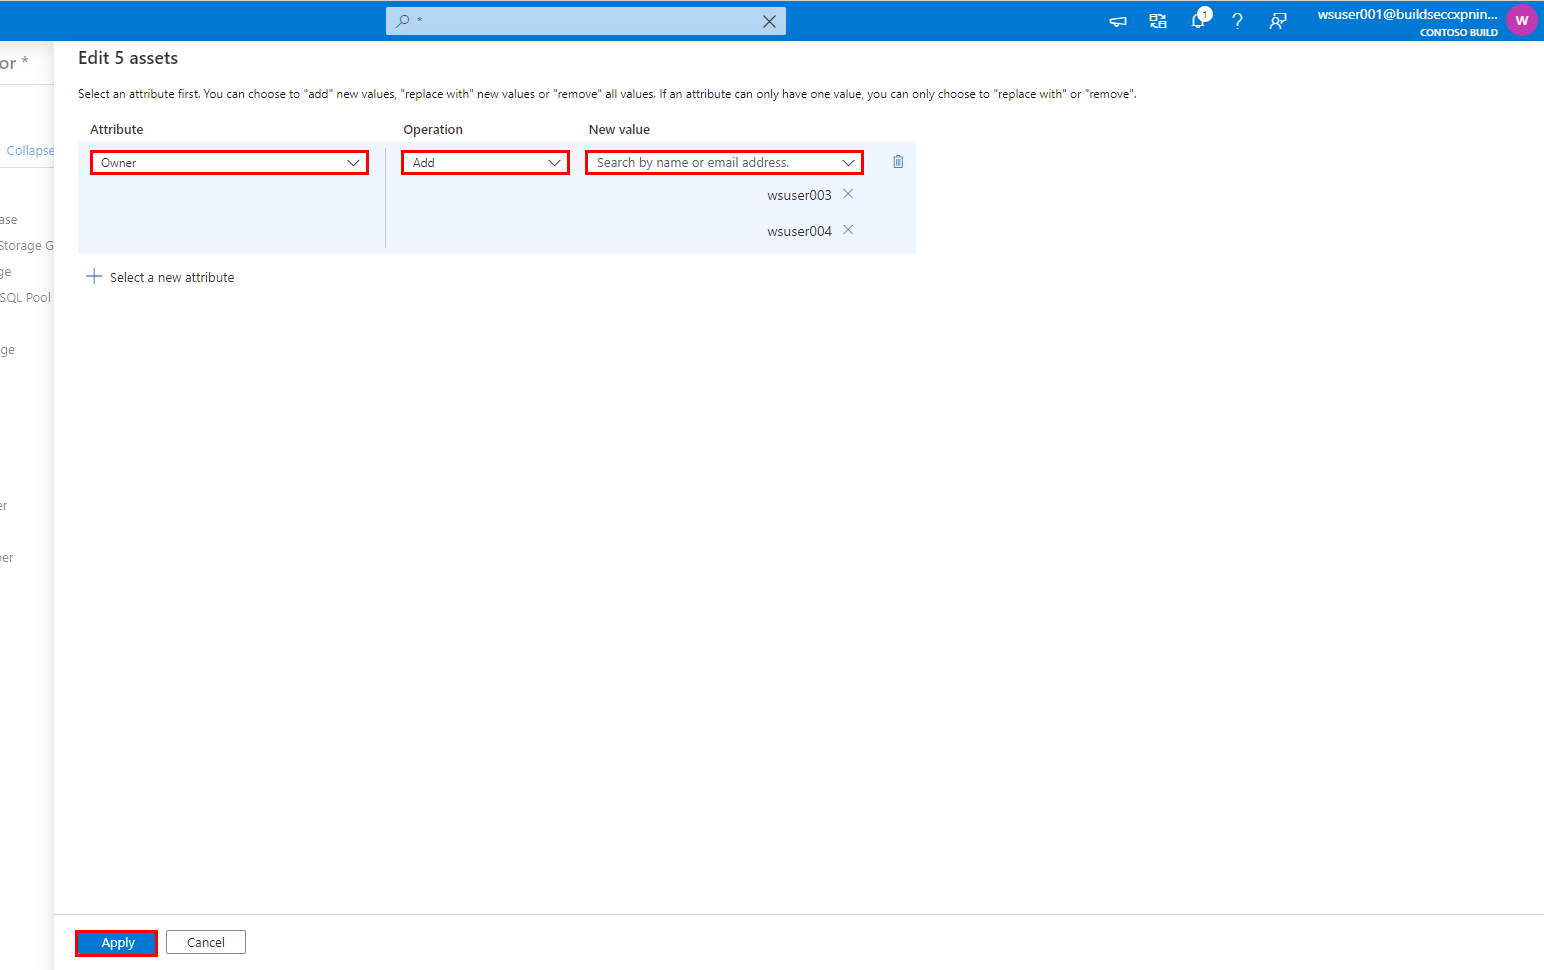 *
1
wsuser001@buildseccxpnin...
CONTOSO BUILD
W
or *
Edit 5 assets
Select an attribute first. You can choose to "add" new values, "replace with" new values or "remove" all values. If an attribute can only have one value, you can only choose to "replace with" or "remove".
Attribute Operation New value
Collapse
Owner Add Search by name or email address.
wsuser003
ase
wsuser004
Storage G
ge
Select a new attribute
SQL Pool
ge
er
er
Apply Cancel